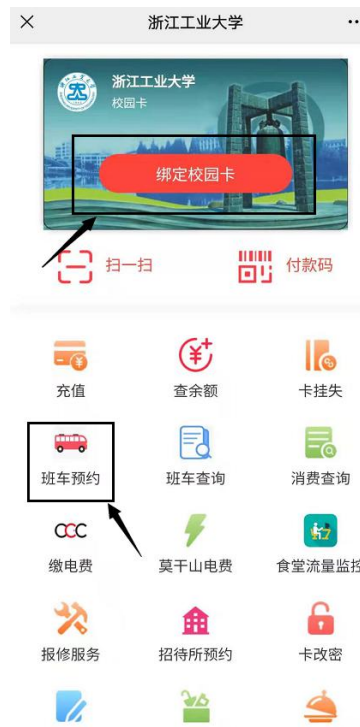 浙江工业大学
浙江工业大学
校园卡
绑定校园卡
扫一扫
付款码
充值
查余额
卡挂失
班车预约
班车查询
消费查询
缴电费
莫干山电费
食堂流量监控
报修服务
招待所预约
卡改密